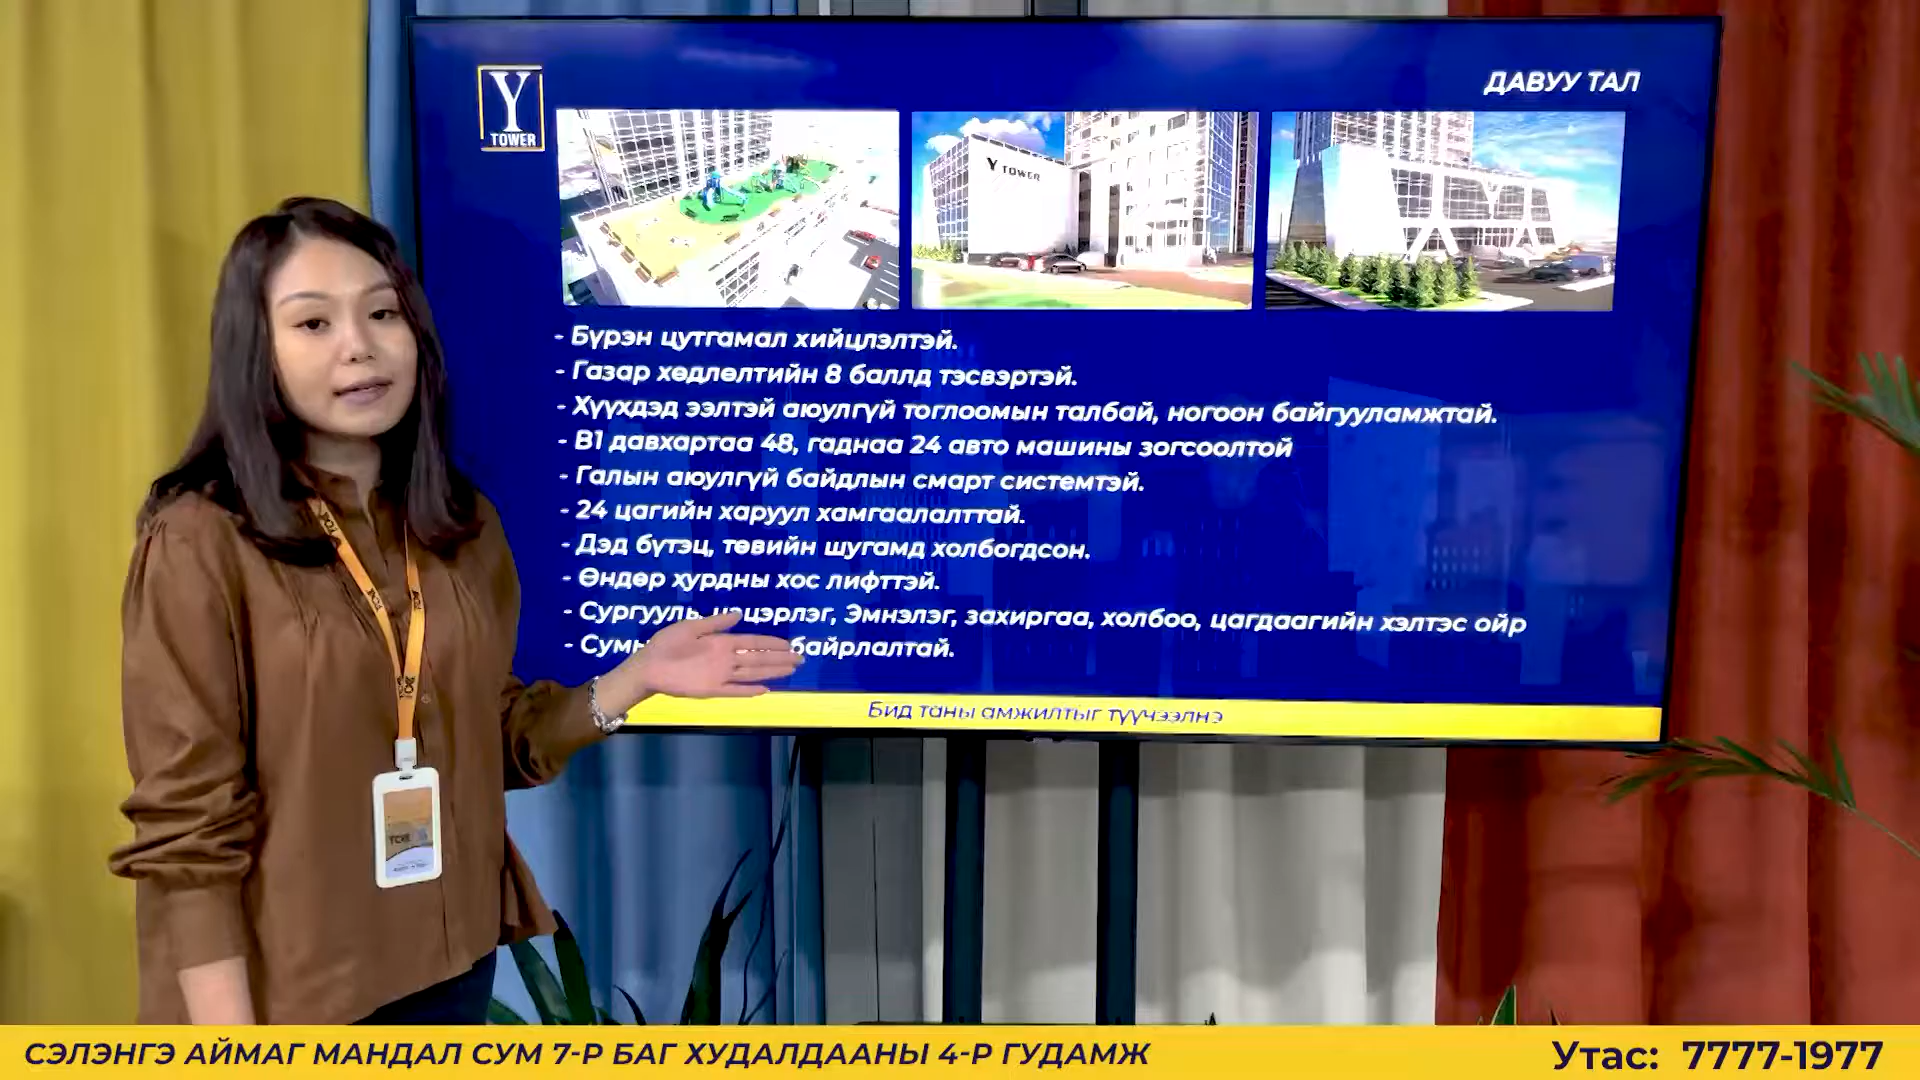 Y
TOWER
ДАВУУ ТАЛ
Y TOWER
- Бүрэн цутгамал хийцлэлтэй.
- Газар хөдлөлтийн 8 баллд тэсвэртэй.
- Хүүхдэд ээлтэй аюулгүй тоглоомын талбай, ногоон байгууламжтай.
- B1 давхартаа 48, гаднаа 24 авто машины зогсоолтой
- Галын аюулгүй байдлын смарт системтэй.
- 24 цагийн харуул хамгаалалттай.
- Дэд бүтэц, төвийн шугамд холбогдсон.
- Өндөр хурдны хос лифттэй.
- Сургууль, цэцэрлэг, Эмнэлэг, захиргаа, холбоо, цагдаагийн хэлтэс ойр
- байрлалтай.
Бид таны амжилтыг түүчээлнэ
СЭЛЭНГЭ АЙМАГ МАНДАЛ СУМ 7-Р БАГ ХУДАЛДААНЫ 4-Р ГУДАМЖ
Утас: 7777-1977